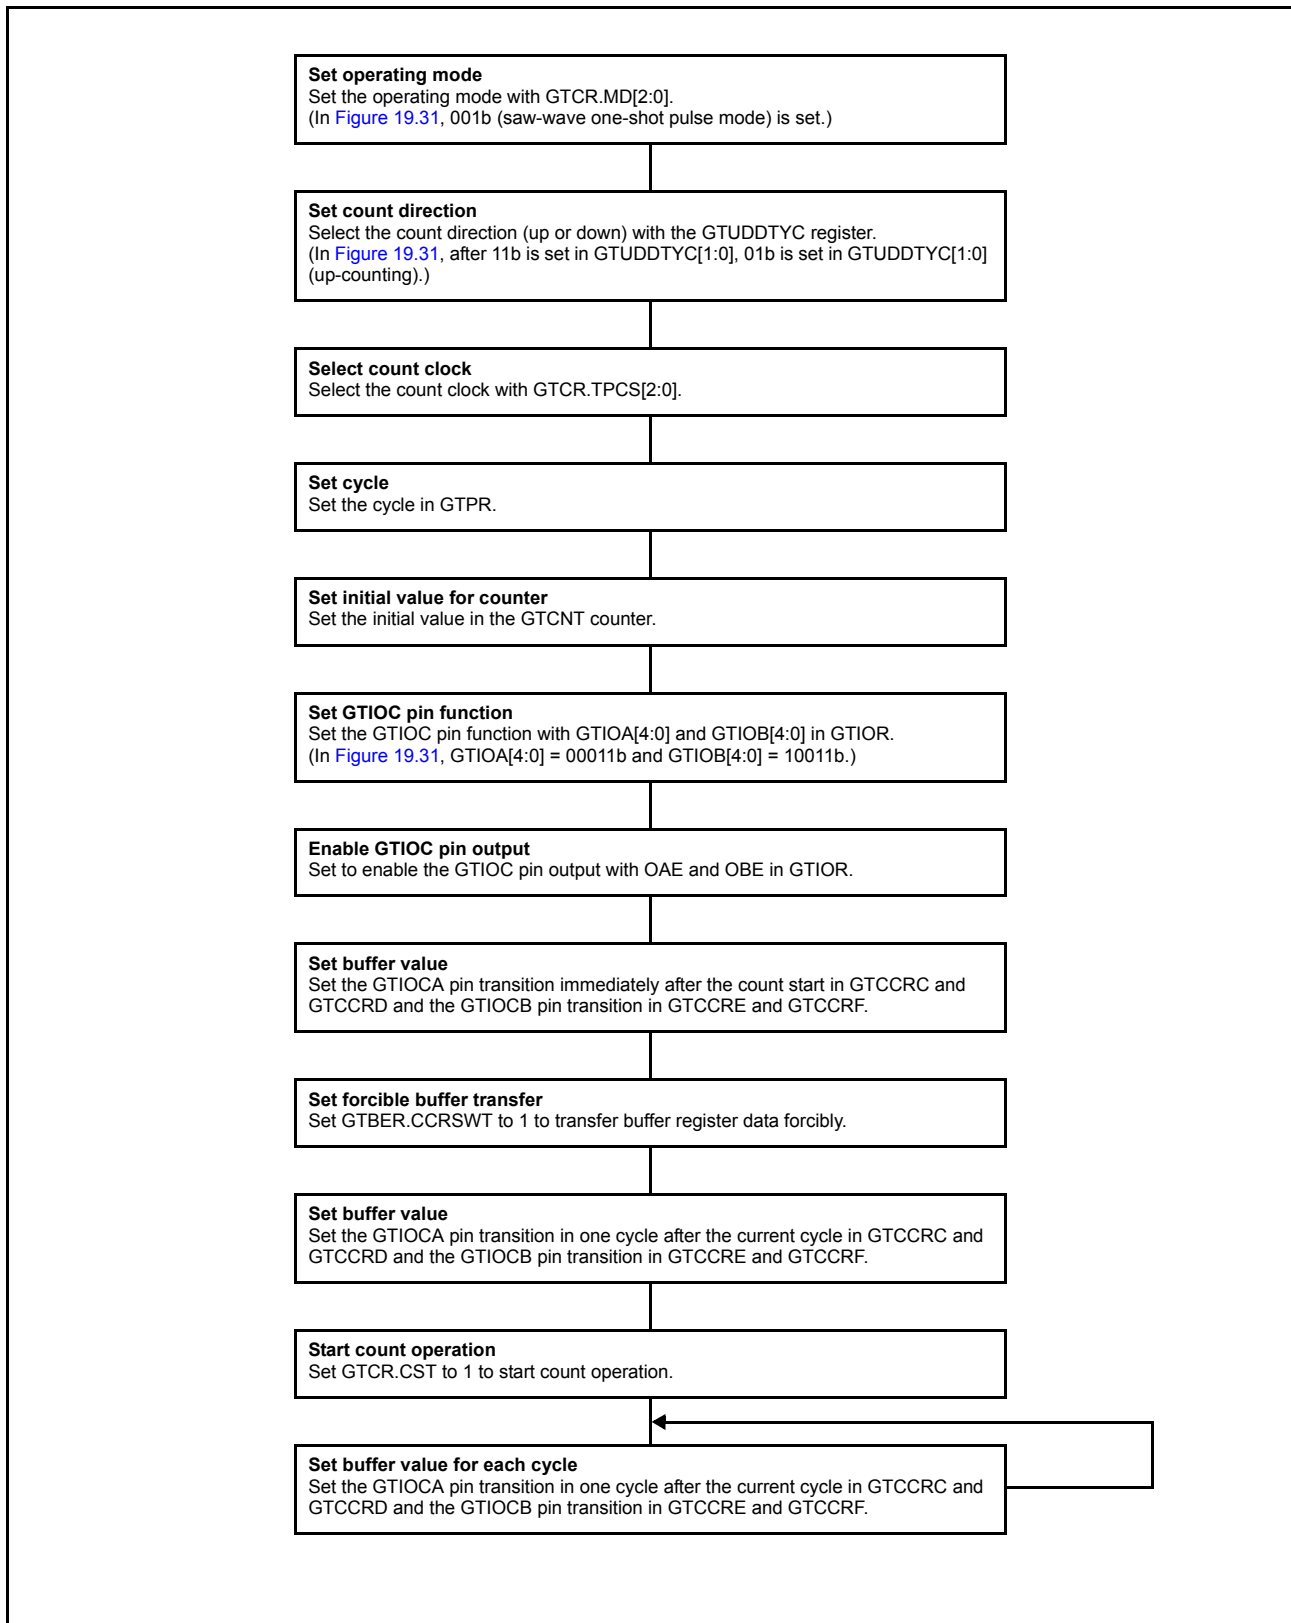 Set operating mode
Set the operating mode with GTCR.MD[2:0].
(In Figure 19.31, 001b (saw-wave one-shot pulse mode) is set.)
Set count direction
Select the count direction (up or down) with the GTUDDTYC register.
(In Figure 19.31, after 11b is set in GTUDDTYC[1:0], 01b is set in GTUDDTYC[1:0]
(up-counting).)
Select count clock
Select the count clock with GTCR.TPCS[2:0].
Set cycle
Set the cycle in GTPR.
Set initial value for counter
Set the initial value in the GTCNT counter.
Set GTIOC pin function
Set the GTIOC pin function with GTIOA[4:0] and GTIOB[4:0] in GTIOR.
(In Figure 19.31, GTIOA[4:0] = 00011b and GTIOB[4:0] = 10011b.)
Enable GTIOC pin output
Set to enable the GTIOC pin output with OAE and OBE in GTIOR.
Set buffer value
Set the GTIOCA pin transition immediately after the count start in GTCCRC and
GTCCRD and the GTIOCB pin transition in GTCCRE and GTCCRF.
Set forcible buffer transfer
Set GTBER.CCRSWT to 1 to transfer buffer register data forcibly.
Set buffer value
Set the GTIOCA pin transition in one cycle after the current cycle in GTCCRC and
GTCCRD and the GTIOCB pin transition in GTCCRE and GTCCRF.
Start count operation
Set GTCR.CST to 1 to start count operation.
Set buffer value for each cycle
Set the GTIOCA pin transition in one cycle after the current cycle in GTCCRC and
GTCCRD and the GTIOCB pin transition in GTCCRE and GTCCRF.